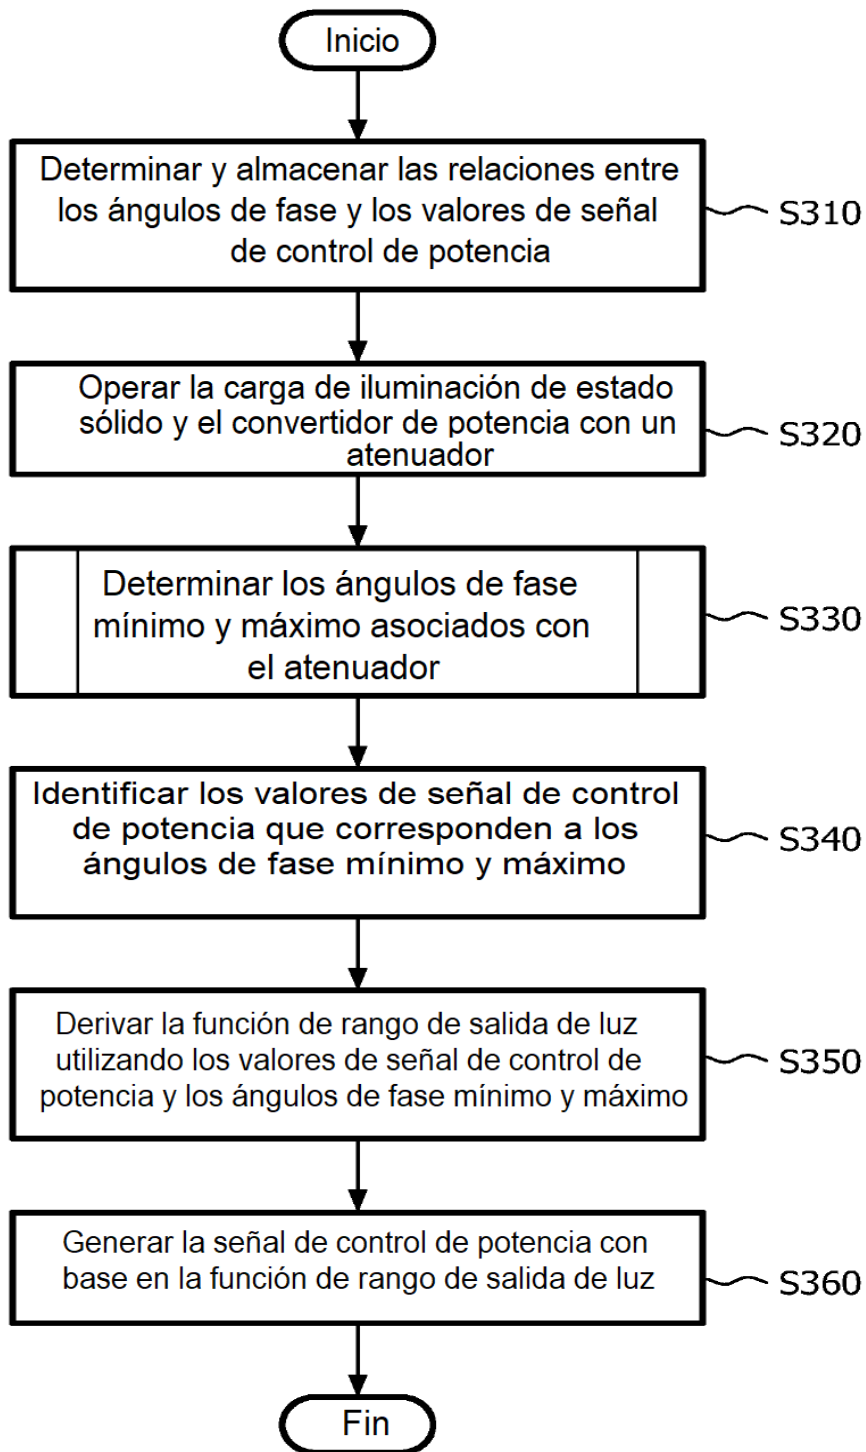 Inicio
Determinar y almacenar las relaciones entre
los ángulos de fase y los valores de señal
de control de potencia
S310
Operar la carga de iluminación de estado
sólido y el convertidor de potencia con un
atenuador
S320
Determinar los ángulos de fase
mínimo y máximo asociados con
el atenuador
S330
Identificar los valores de señal de control
de potencia que corresponden a los
ángulos de fase mínimo y máximo
S340
Derivar la función de rango de salida de luz
utilizando los valores de señal de control de
potencia y los ángulos de fase mínimo y máximo
S350
Generar la señal de control de potencia con
base en la función de rango de salida de luz
S360
Fin